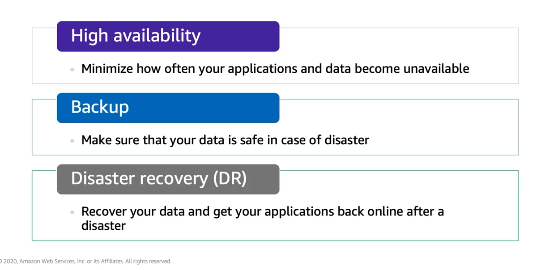 High availability
Minimize how often your applications and data become unavailable
Backup
Make sure that your data is safe in case of disaster
Disaster recovery (DR)
Recover your data and get your applications back online after a
disaster
© 2020, Amazon Web Services, Inc. or its Affiliates. All rights reserved.